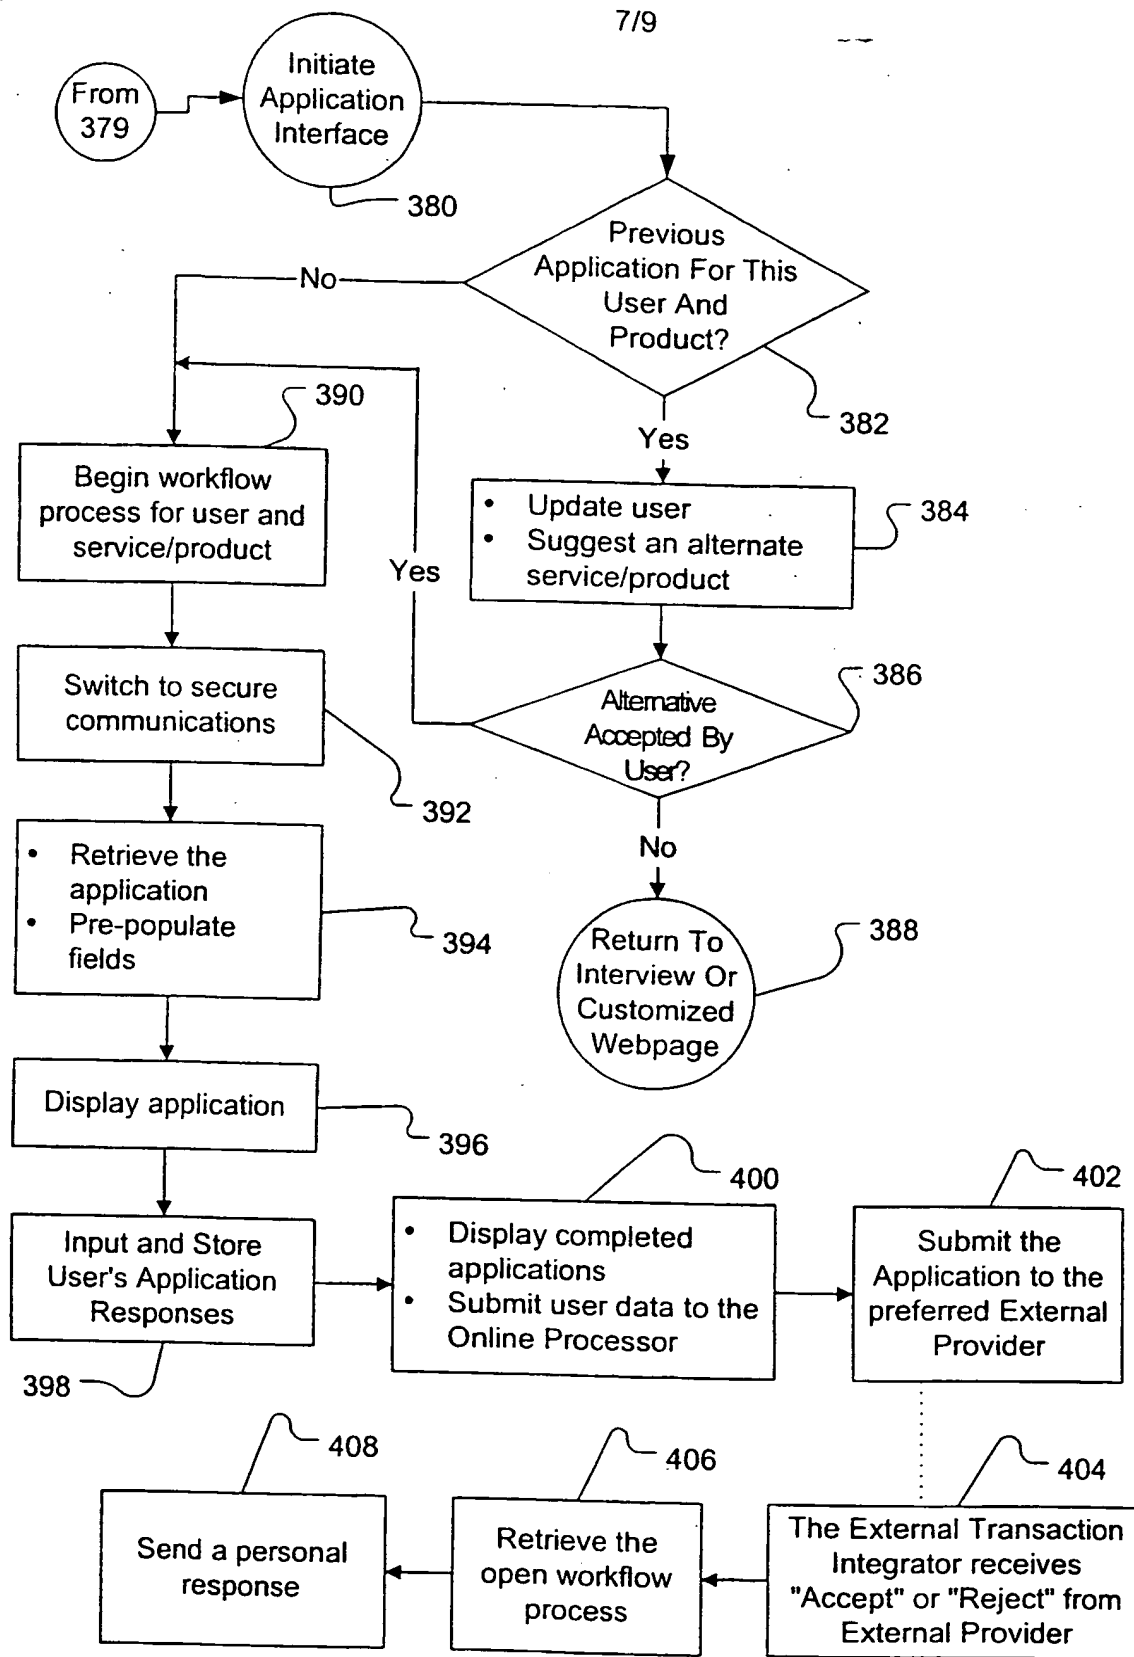 7/9
From
379
Initiate
Application
Interface
380
Previous
Application For This
User And
Product?
382
No
Yes
390
Begin workflow
process for user and
service/product
• Update user
• Suggest an alternate
service/product
384
Yes
Switch to secure
communications
392
Alternative
Accepted By
User?
386
No
• Retrieve the
application
• Pre-populate
fields
394
Return To
Interview Or
Customized
Webpage
388
Display application
396
Input and Store
User's Application
Responses
398
400
• Display completed
applications
• Submit user data to the
Online Processor
402
Submit the
Application to the
preferred External
Provider
404
The External Transaction
Integrator receives
"Accept" or "Reject" from
External Provider
406
Retrieve the
open workflow
process
408
Send a personal
response